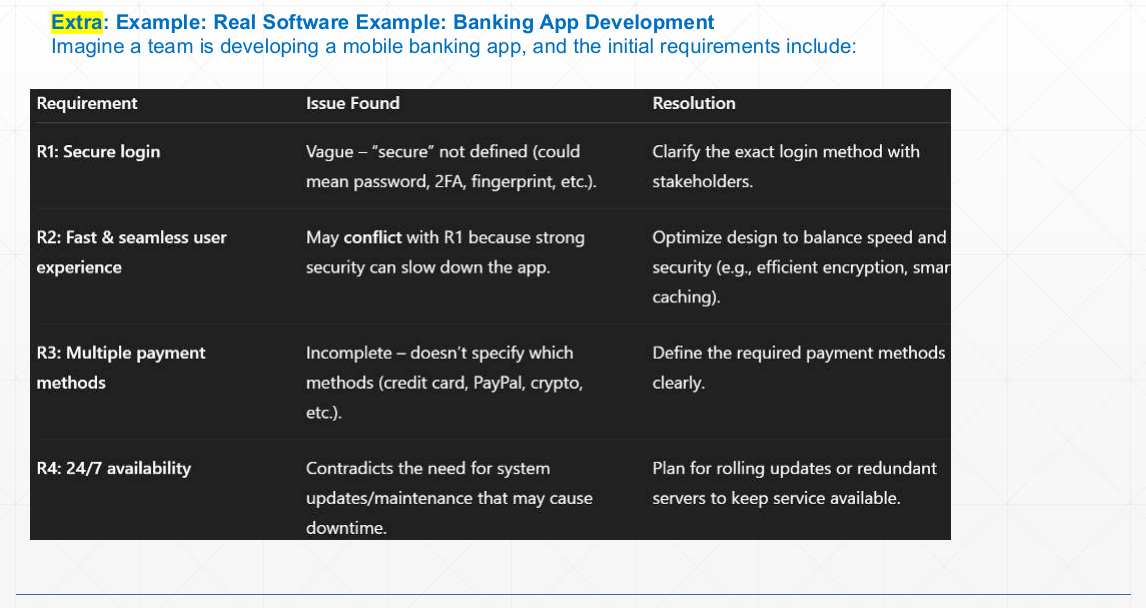 Extra: Example: Real Software Example: Banking App Development
Imagine a team is developing a mobile banking app, and the initial requirements include:
Requirement Issue Found Resolution
R1: Secure login Vague – “secure” not defined (could Clarify the exact login method with
mean password, 2FA, fingerprint, etc.). stakeholders.
R2: Fast & seamless user May conflict with R1 because strong Optimize design to balance speed and
experience security can slow down the app. security (e.g., efficient encryption, smar
caching).
R3: Multiple payment Incomplete – doesn’t specify which Define the required payment methods
methods methods (credit card, PayPal, crypto, clearly.
etc.).
R4: 24/7 availability Contradicts the need for system Plan for rolling updates or redundant
updates/maintenance that may cause servers to keep service available.
downtime.